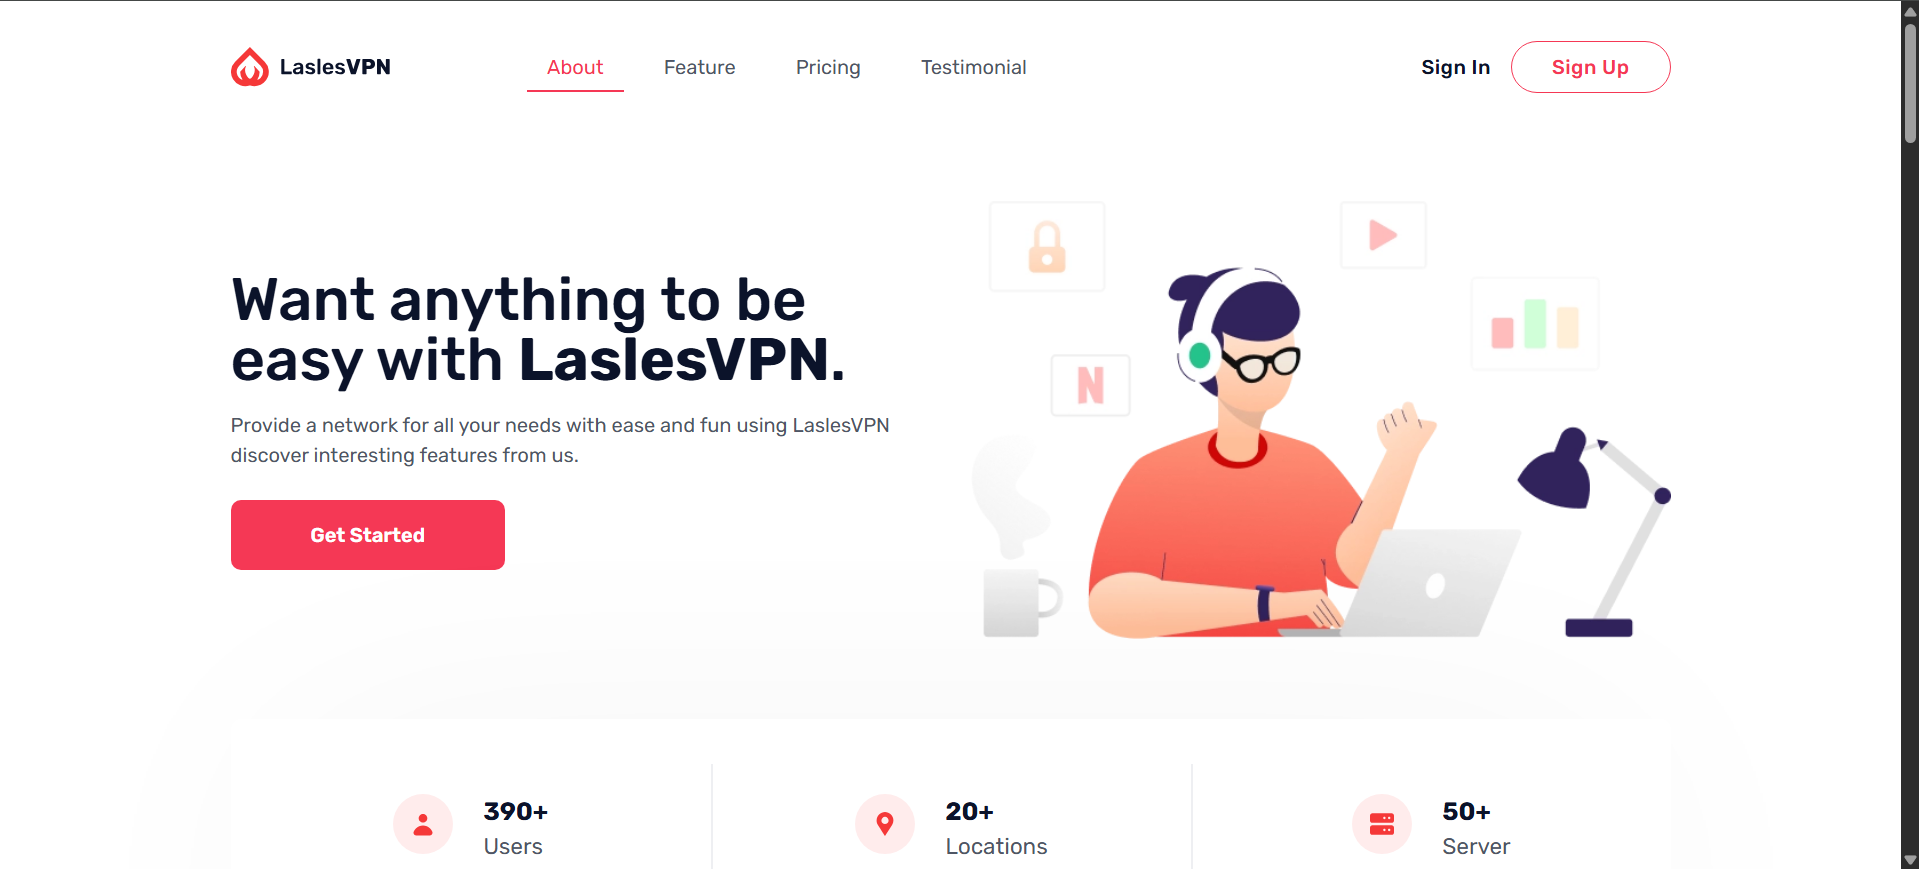 LaslesVPN
About
Feature
Pricing
Testimonial
Sign In
Sign Up
Want anything to be
easy with LaslesVPN.
Provide a network for all your needs with ease and fun using LaslesVPN
discover interesting features from us.
Get Started
N
390+
Users
20+
Locations
50+
Server